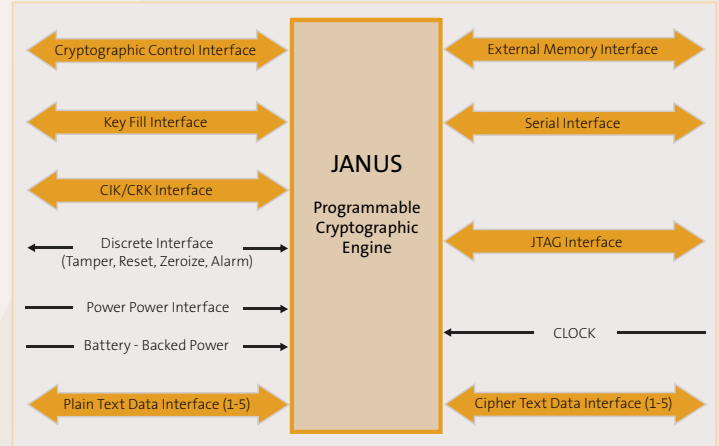 Cryptographic Control Interface
Key Fill Interface
CIK/CRK Interface
Discrete Interface
(Tamper, Reset, Zeroize, Alarm)
Power Power Interface
Battery - Backed Power
Plain Text Data Interface (1-5)
JANUS
Programmable
Cryptographic
Engine
External Memory Interface
Serial Interface
JTAG Interface
CLOCK
Cipher Text Data Interface (1-5)